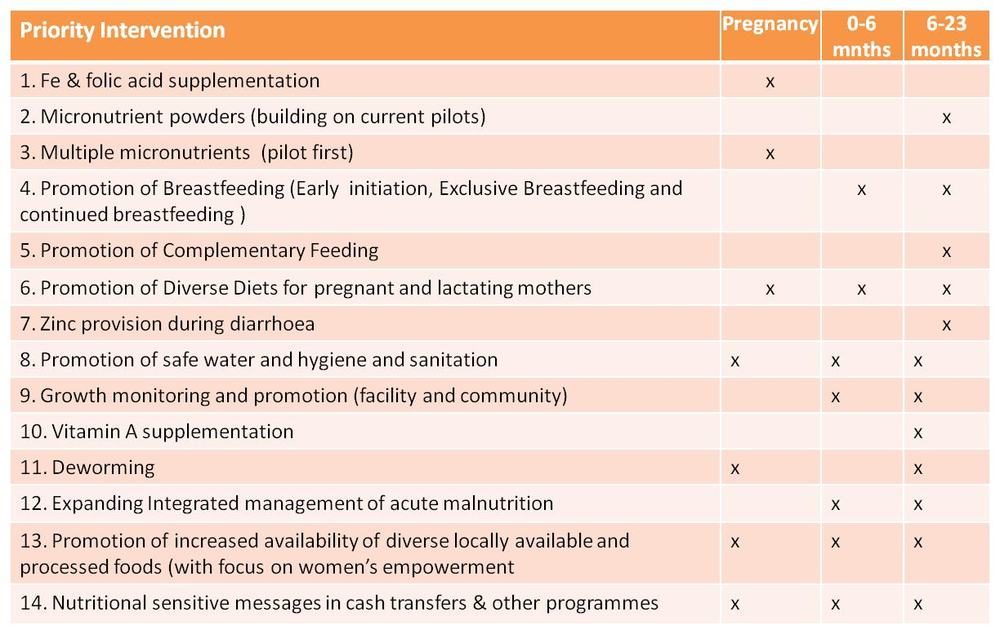 Priority Intervention Pregnancy 0-6 mnths 6-23 months
1. Fe & folic acid supplementation x
2. Micronutrient powders (building on current pilots) x
3. Multiple micronutrients (pilot first) x
4. Promotion of Breastfeeding (Early initiation, Exclusive Breastfeeding and x x
continued breastfeeding )
5. Promotion of Complementary Feeding x
6. Promotion of Diverse Diets for pregnant and lactating mothers x x x
7. Zinc provision during diarrhoea x
8. Promotion of safe water and hygiene and sanitation x x x
9. Growth monitoring and promotion (facility and community) x x
10. Vitamin A supplementation x
11. Deworming x x
12. Expanding Integrated management of acute malnutrition x x
13. Promotion of increased availability of diverse locally available and x x x
processed foods (with focus on women’s empowerment
14. Nutritional sensitive messages in cash transfers & other programmes x x x